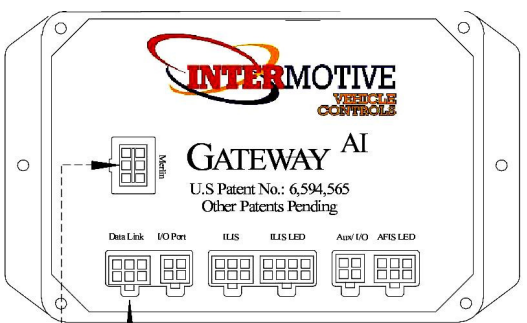 INTERMOTIVE
VEHICLE
CONTROLS
GATEWAY AI
U.S Patent No.: 6,594,565
Other Patents Pending
Merlin
Data Link I/O Port ILIS ILIS LED Aux/ I/O AFIS LED